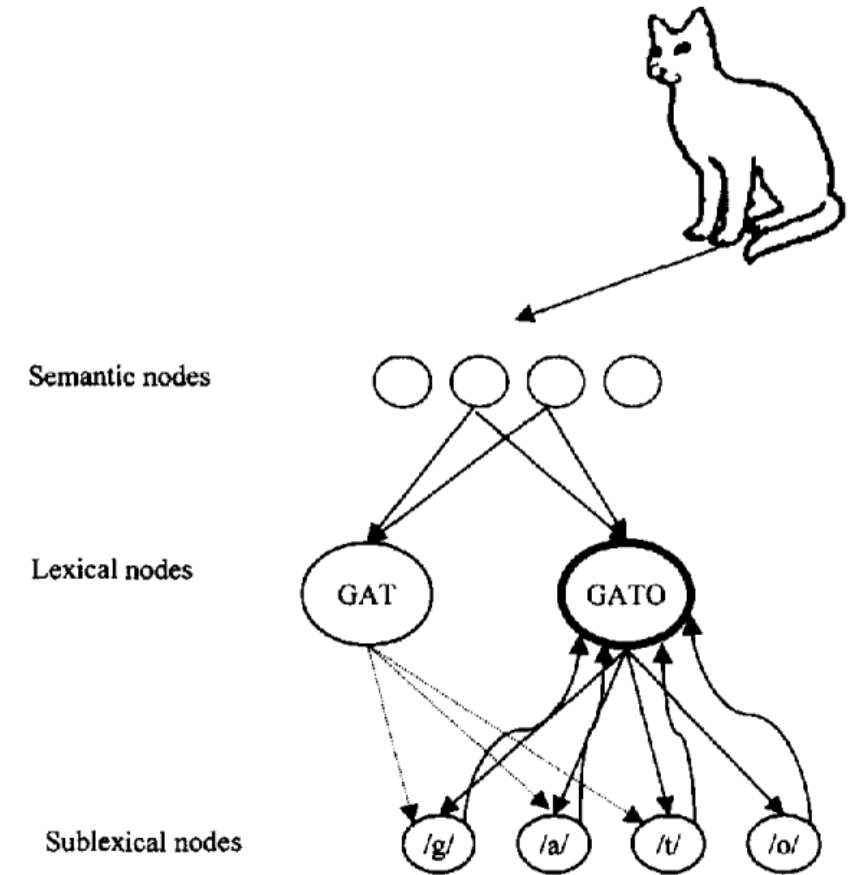 Semantic nodes
Lexical nodes
GAT
GATO
Sublexical nodes
/g/
/a/
/t/
/o/